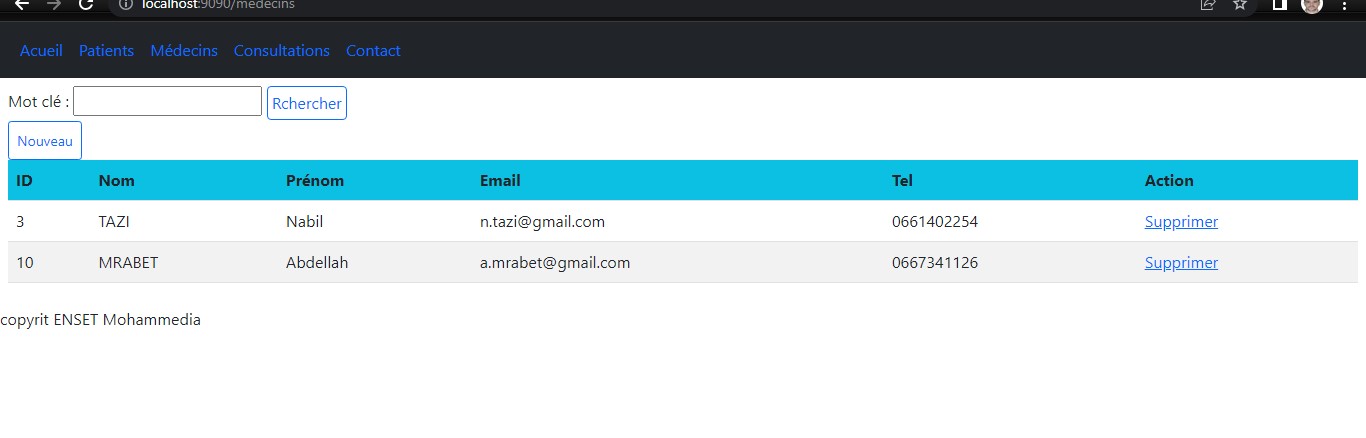 localhost:9090/medecins
Acueil Patients Médecins Consultations Contact
Mot clé : Rchercher
Nouveau
ID Nom Prénom Email Tel Action
3 TAZI Nabil n.tazi@gmail.com 0661402254 Supprimer
10 MRABET Abdellah a.mrabet@gmail.com 0667341126 Supprimer
copyrit ENSET Mohammedia